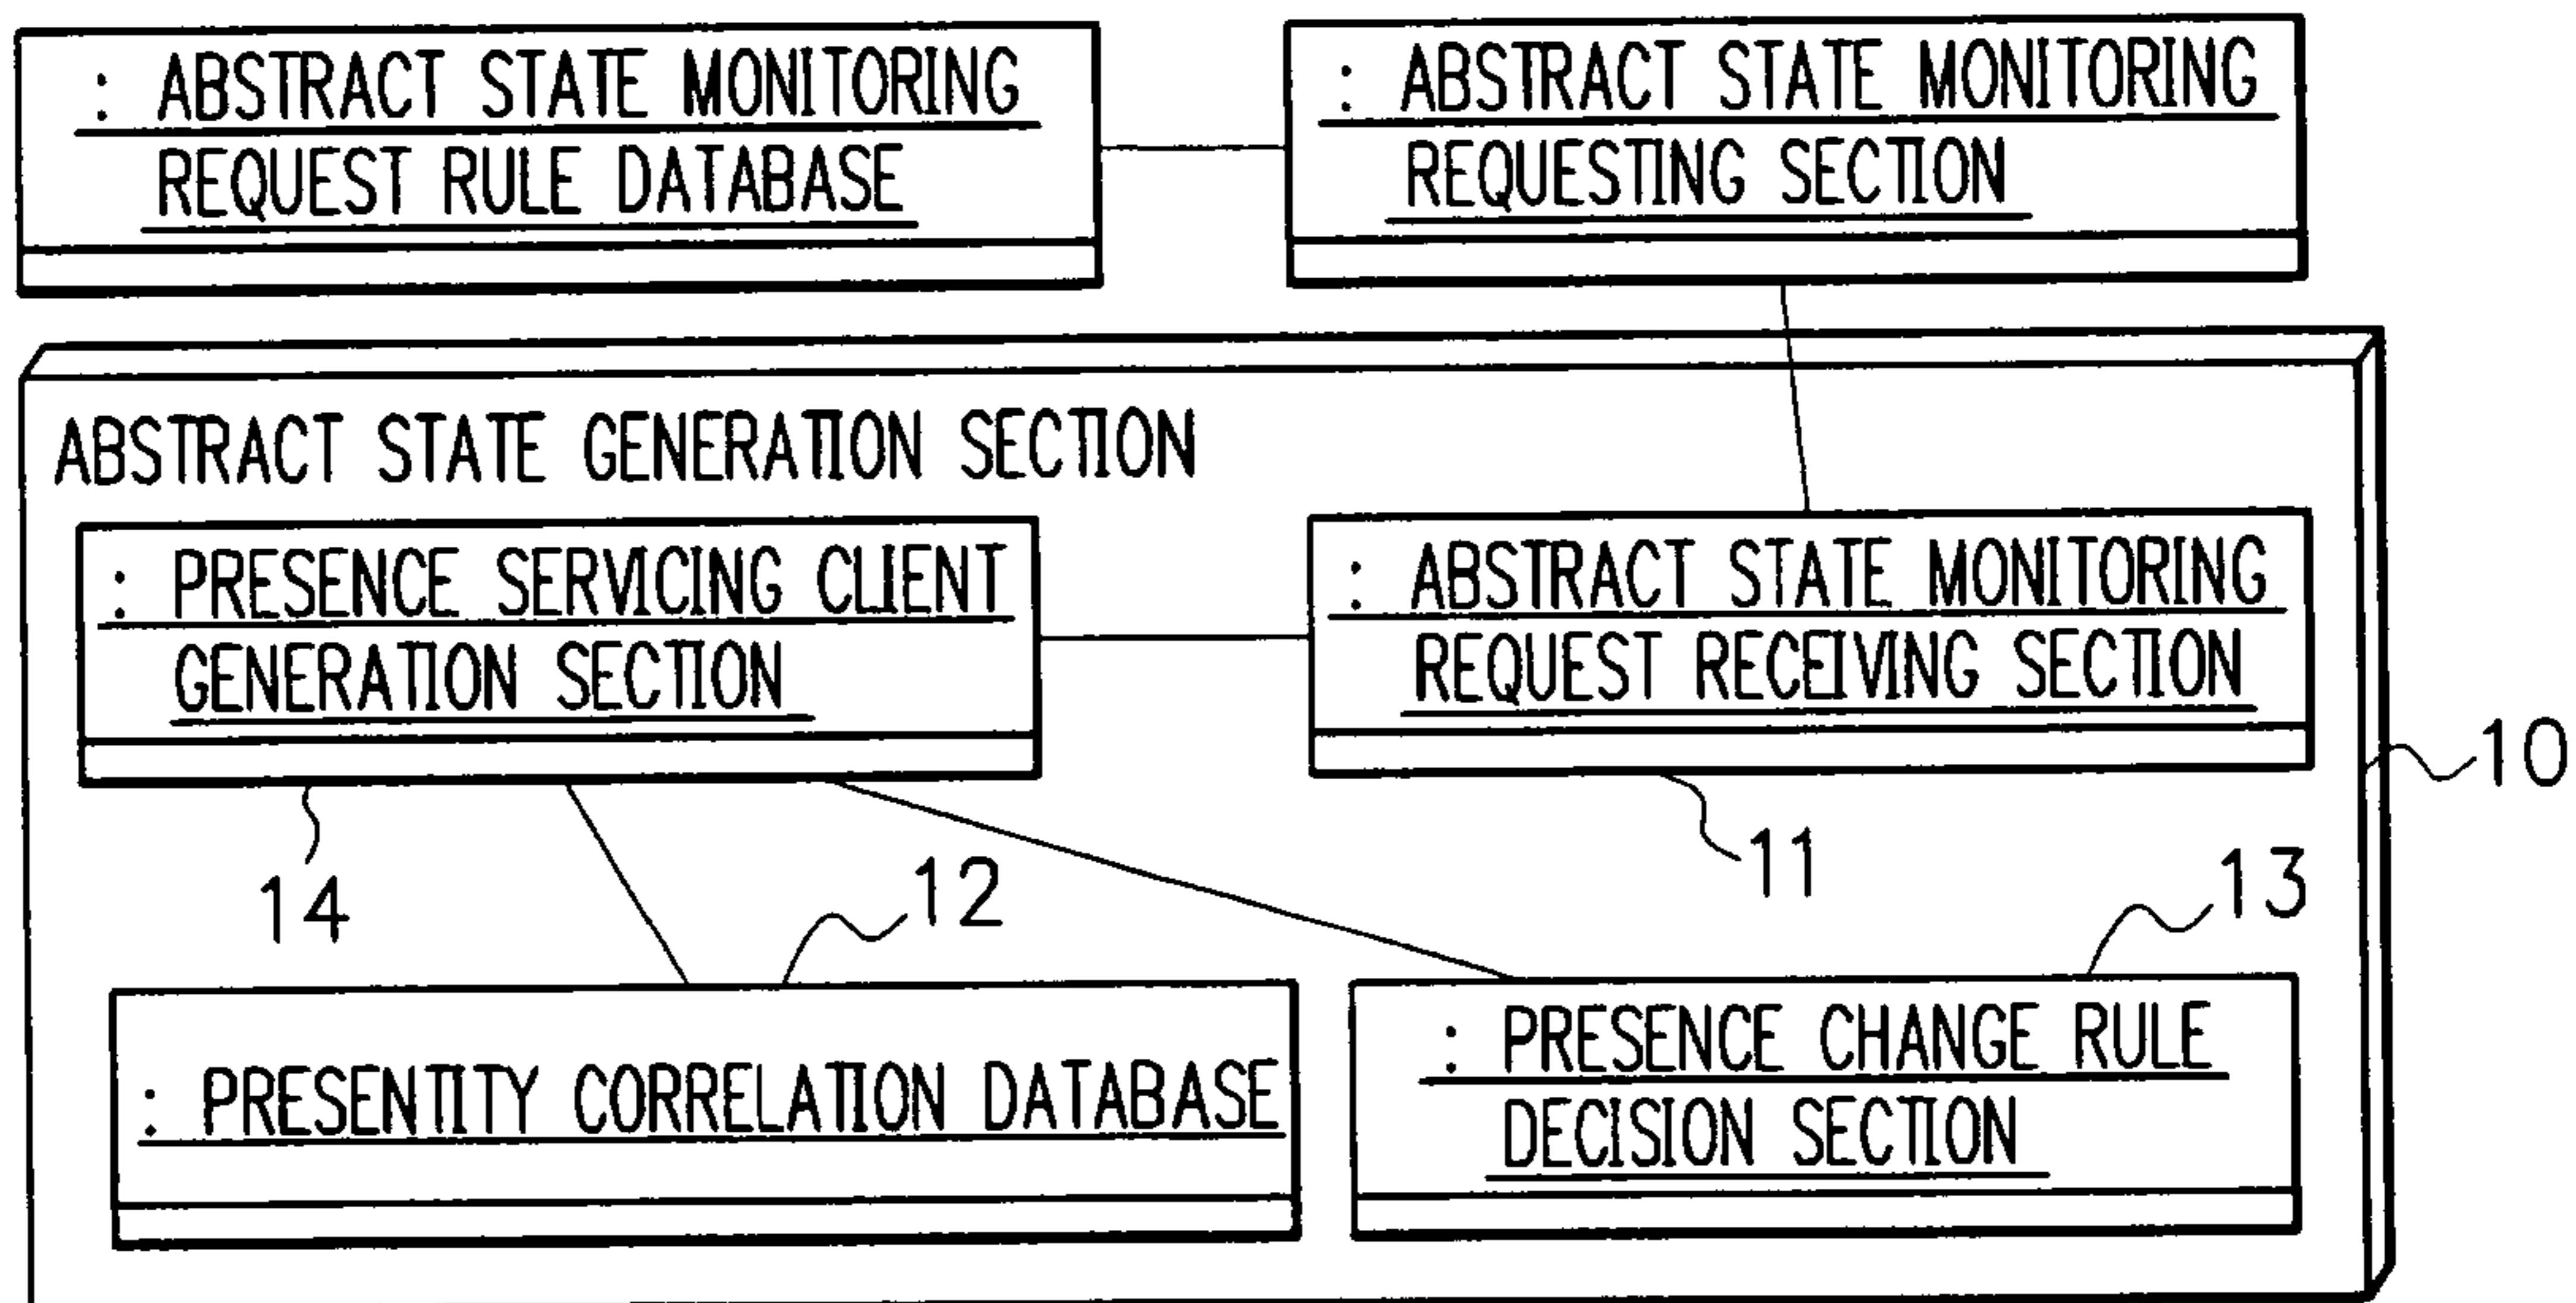 : ABSTRACT STATE MONITORING
REQUEST RULE DATABASE
: ABSTRACT STATE MONITORING
REQUESTING SECTION
ABSTRACT STATE GENERATION SECTION
: PRESENCE SERVICING CLIENT
GENERATION SECTION
: ABSTRACT STATE MONITORING
REQUEST RECEIVING SECTION
10
14
12
11
13
: PRESENTITY CORRELATION DATABASE
: PRESENCE CHANGE RULE
DECISION SECTION